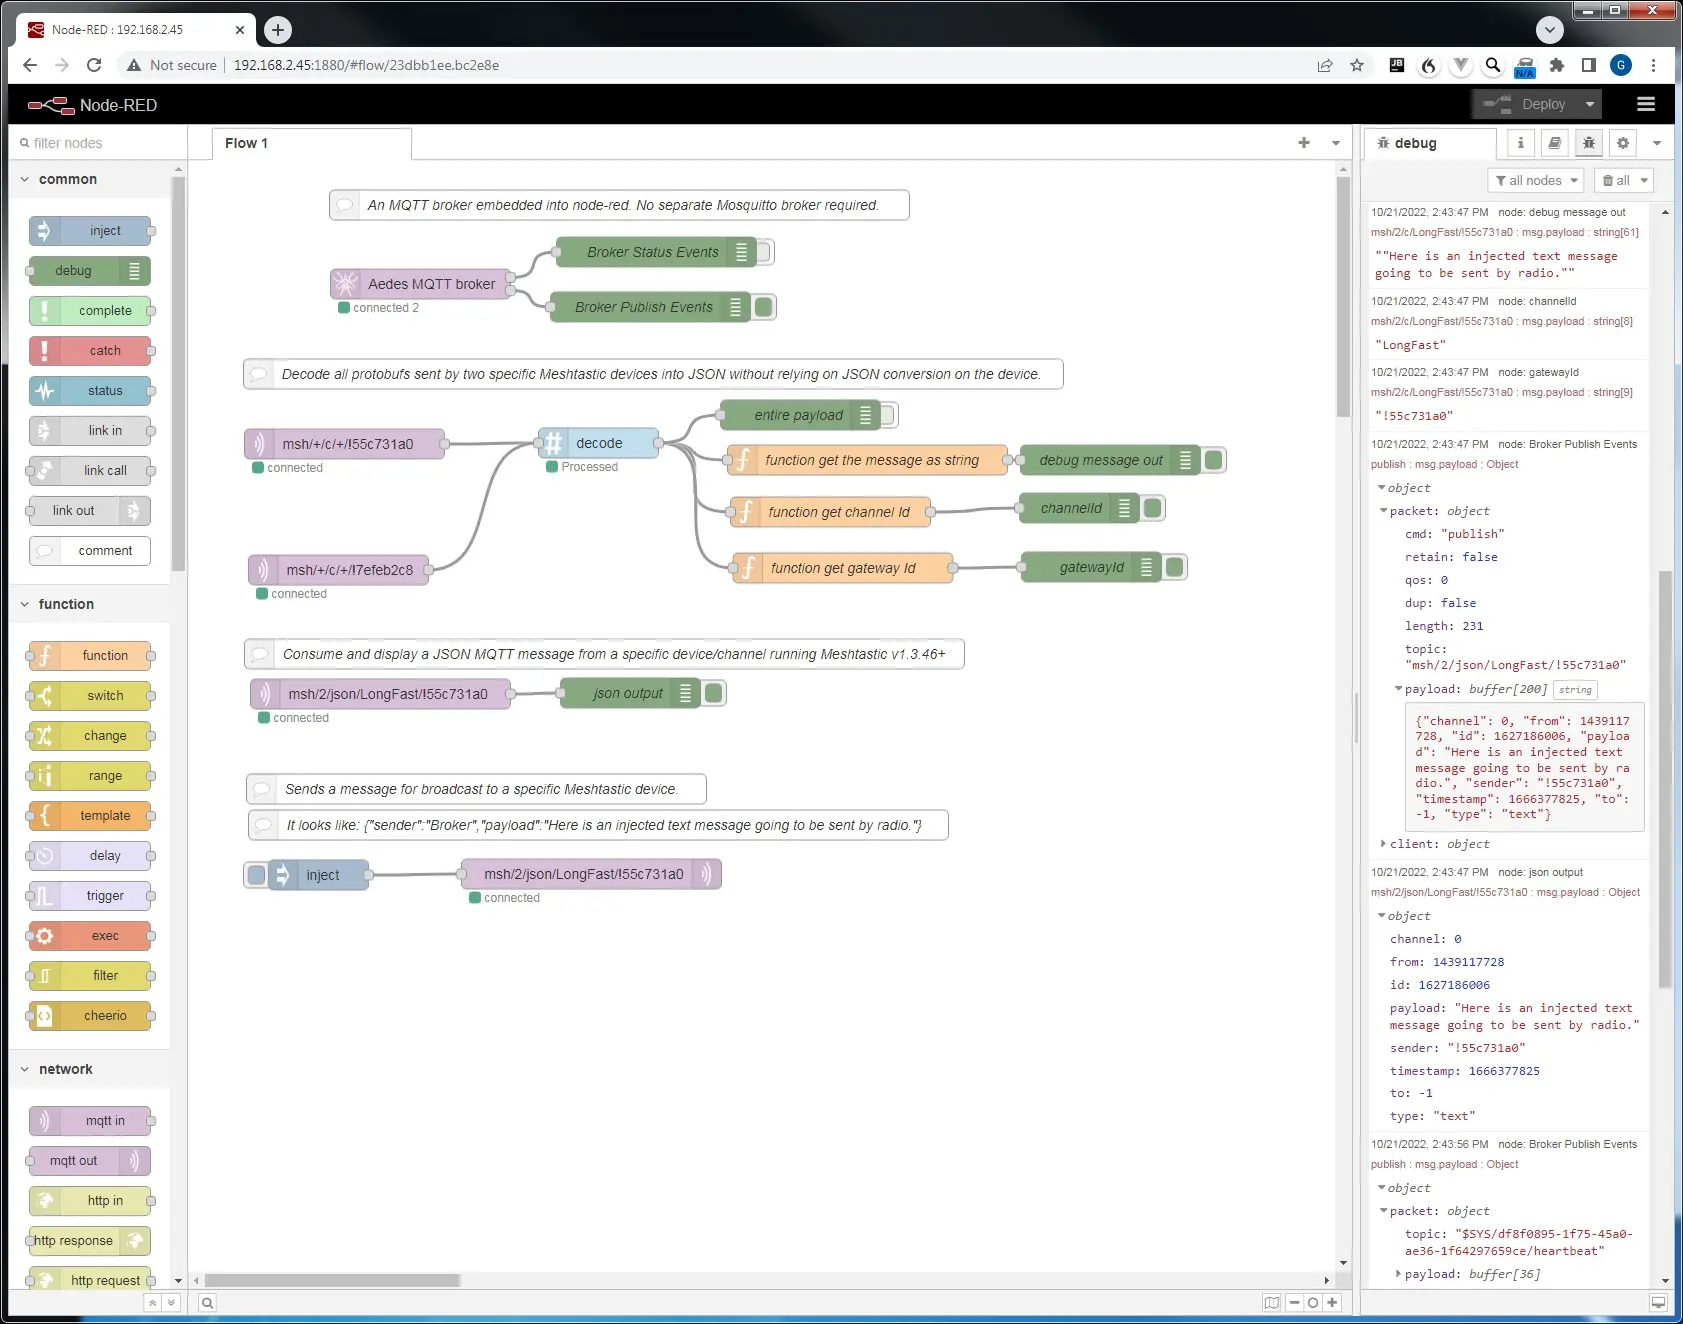 Node-RED : 192.168.2.45
Not secure
192.168.2.45:1880/#flow/23dbb1ee.bc2e8e
JB
N/A
G
Node-RED
Deploy
filter nodes
common
inject
debug
complete
catch
status
link in
link call
link out
comment
function
function
switch
change
range
template
delay
trigger
exec
filter
cheerio
network
mqtt in
mqtt out
http in
http response
http request
Flow 1
An MQTT broker embedded into node-red. No separate Mosquitto broker required.
Broker Status Events
Aedes MQTT broker
connected 2
Broker Publish Events
Decode all protobufs sent by two specific Meshtastic devices into JSON without relying on JSON conversion on the device.
entire payload
msh/+/c/+/!55c731a0
connected
decode
Processed
function get the message as string
debug message out
function get channel Id
channelId
msh/+/c/+/!7efeb2c8
connected
function get gateway Id
gatewayId
Consume and display a JSON MQTT message from a specific device/channel running Meshtastic v1.3.46+
msh/2/json/LongFast/!55c731a0
connected
json output
Sends a message for broadcast to a specific Meshtastic device.
It looks like: {"sender":"Broker","payload":"Here is an injected text message going to be sent by radio."}
inject
msh/2/json/LongFast/!55c731a0
connected
debug
i
all nodes
all
10/21/2022, 2:43:47 PM node: debug message out
msh/2/c/LongFast/!55c731a0 : msg.payload : string[61]
""Here is an injected text message
going to be sent by radio.""
10/21/2022, 2:43:47 PM node: channelId
msh/2/c/LongFast/!55c731a0 : msg.payload : string[8]
"LongFast"
10/21/2022, 2:43:47 PM node: gatewayId
msh/2/c/LongFast/!55c731a0 : msg.payload : string[9]
"!55c731a0"
10/21/2022, 2:43:47 PM node: Broker Publish Events
publish : msg.payload : Object
object
packet: object
cmd: "publish"
retain: false
qos: 0
dup: false
length: 231
topic:
"msh/2/json/LongFast/!55c731a0"
payload: buffer[200] string
{"channel": 0, "from": 1439117
728, "id": 1627186006, "payloa
d": "Here is an injected text
message going to be sent by ra
dio.", "sender": "!55c731a0",
"timestamp": 1666377825, "to":
-1, "type": "text"}
client: object
10/21/2022, 2:43:47 PM node: json output
msh/2/json/LongFast/!55c731a0 : msg.payload : Object
object
channel: 0
from: 1439117728
id: 1627186006
payload: "Here is an injected text
message going to be sent by radio."
sender: "!55c731a0"
timestamp: 1666377825
to: -1
type: "text"
10/21/2022, 2:43:56 PM node: Broker Publish Events
publish : msg.payload : Object
object
packet: object
topic: "$SYS/df8f0895-1f75-45a0-
ae36-1f64297659ce/heartbeat"
payload: buffer[36]